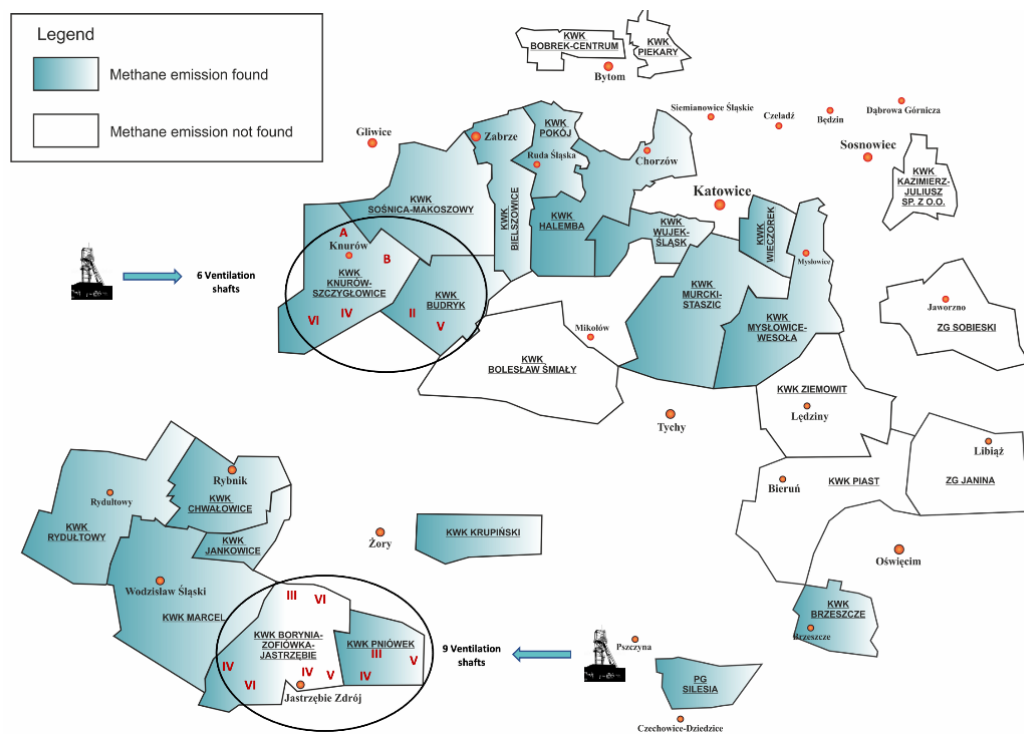 Legend
Methane emission found
Methane emission not found
KWK
BOBREK-CENTRUM
KWK
PIEKARY
Bytom
Siemianowice Śląskie
Czeladź
Będzin
Dąbrowa Górnicza
Gliwice
Zabrze
KWK
POKÓJ
Ruda Śląska
Chorzów
Sosnowiec
KWK
KAZIMIERZ-
JULIUSZ
SP. Z O.O.
Katowice
KWK
SOŚNICA-MAKOSZOWY
KWK
BIELSZOWICE
KWK
HALEMBA
KWK
WUJEK-
ŚLĄSK
KWK
WIECZOREK
Mysłowice
A
Knurów
B
KWK
KNURÓW-
SZCZYGŁOWICE
VI
IV
KWK
BUDRYK
II
V
6 Ventilation
shafts
KWK
MURCKI-
STASZIC
KWK
MYSŁOWICE-
WESOŁA
Jaworzno
ZG SOBIESKI
Mikołów
KWK
BOLESŁAW ŚMIAŁY
KWK ZIEMOWIT
Lędziny
Tychy
Libiąż
ZG JANINA
Bieruń
KWK PIAST
Oświęcim
Rybnik
KWK
CHWAŁOWICE
Rydułtowy
KWK
RYDUŁTOWY
KWK
JANKOWICE
Żory
KWK KRUPIŃSKI
Wodzisław Śląski
KWK MARCEL
III
VI
KWK BORYNIA-
ZOFIÓWKA-
JASTRZĘBIE
IV
VI
IV
V
Jastrzębie Zdrój
KWK PNIÓWEK
III
V
IV
9 Ventilation
shafts
KWK
BRZESZCZE
Brzeszcze
Pszczyna
PG
SILESIA
Czechowice-Dziedzice